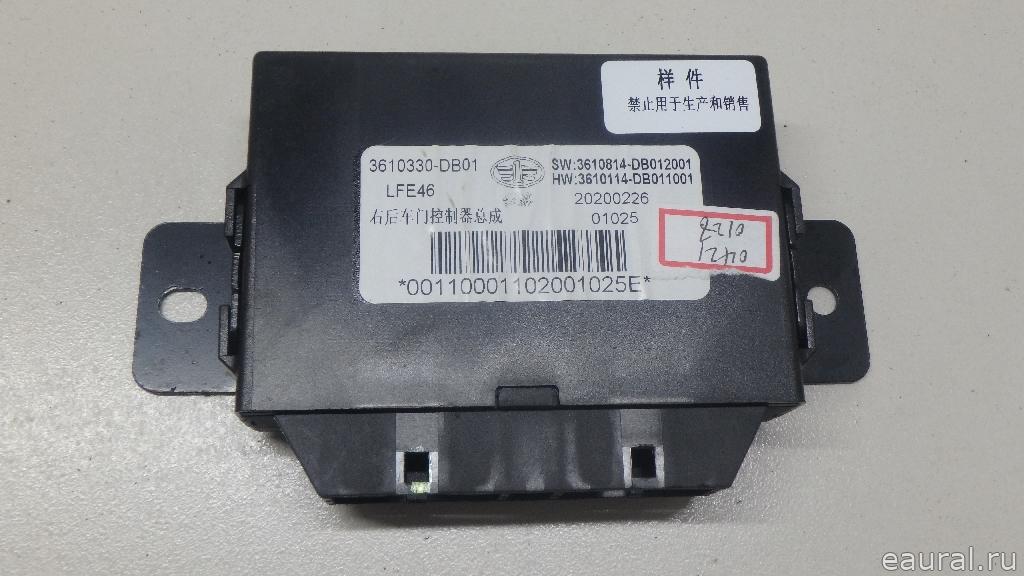 样件
禁止用于生产和销售
3610330-DB01
LFE46
SW:3610814-DB012001
HW:3610114-DB011001
20200226
右后车门控制器总成
01025
*00110001102001025E*
eaural.ru